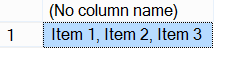 (No column name)
1 Item 1, Item 2, Item 3